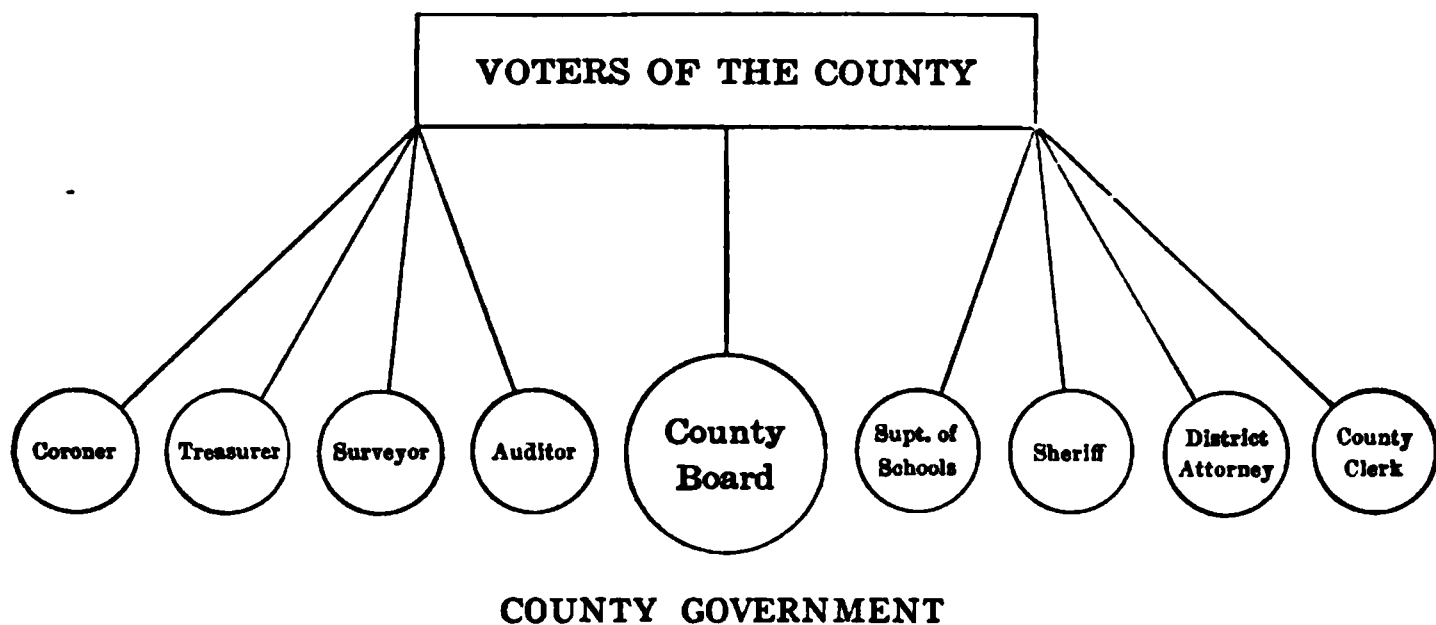 VOTERS OF THE COUNTY
Coroner
Treasurer
Surveyor
Auditor
County
Board
Supt. of
Schools
Sheriff
District
Attorney
County
Clerk
COUNTY GOVERNMENT